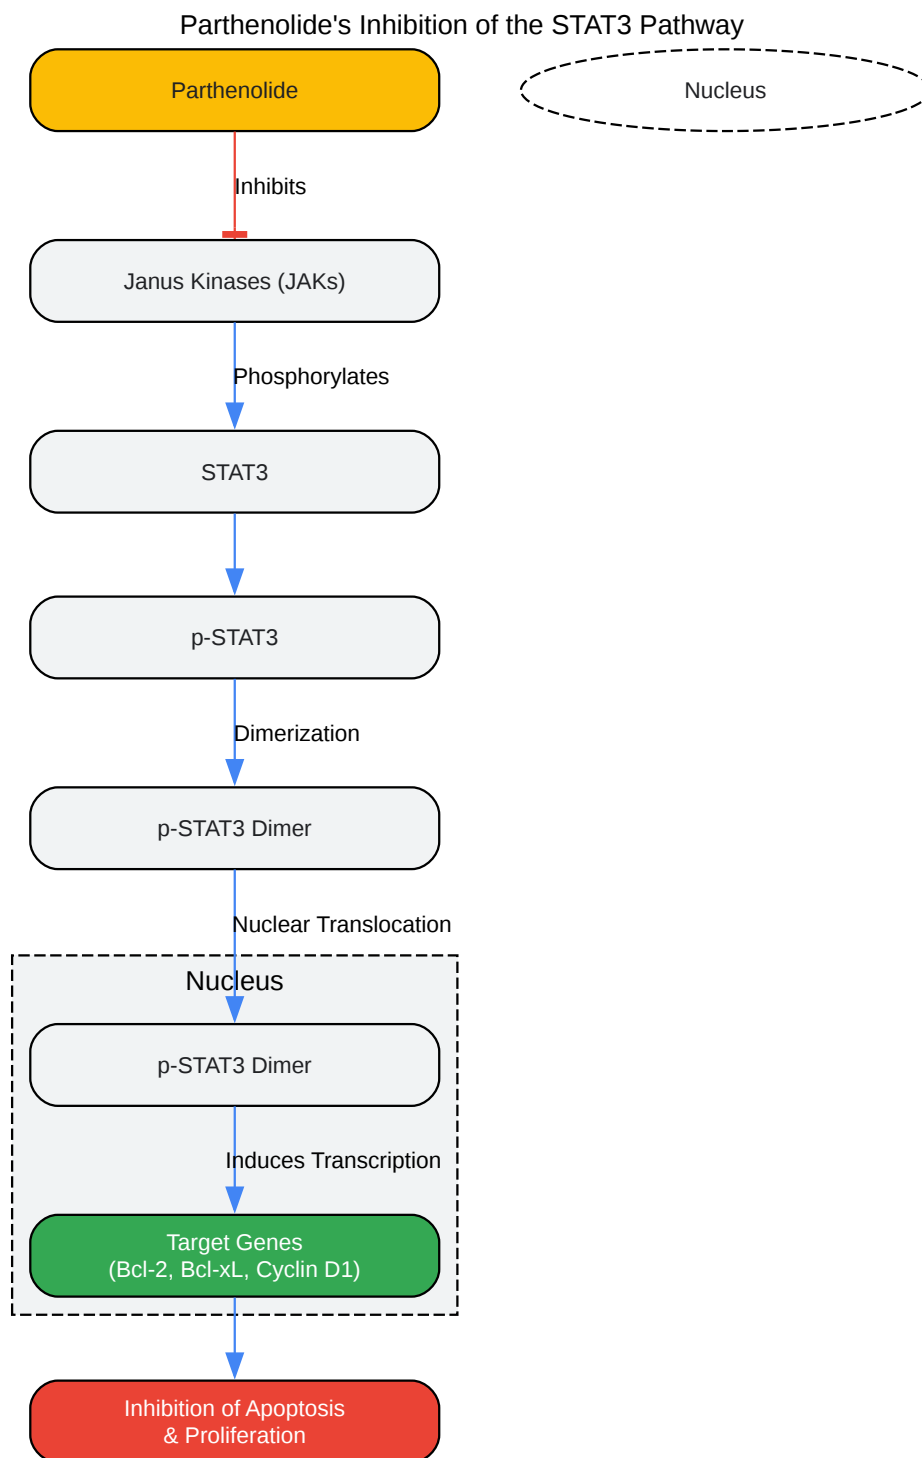 Parthenolide's Inhibition of the STAT3 Pathway
Parthenolide
Nucleus
Inhibits
Janus Kinases (JAKs)
Phosphorylates
STAT3
p-STAT3
Dimerization
p-STAT3 Dimer
Nuclear Translocation
Nucleus
p-STAT3 Dimer
Induces Transcription
Target Genes
(Bcl-2, Bcl-xL, Cyclin D1)
Inhibition of Apoptosis
& Proliferation